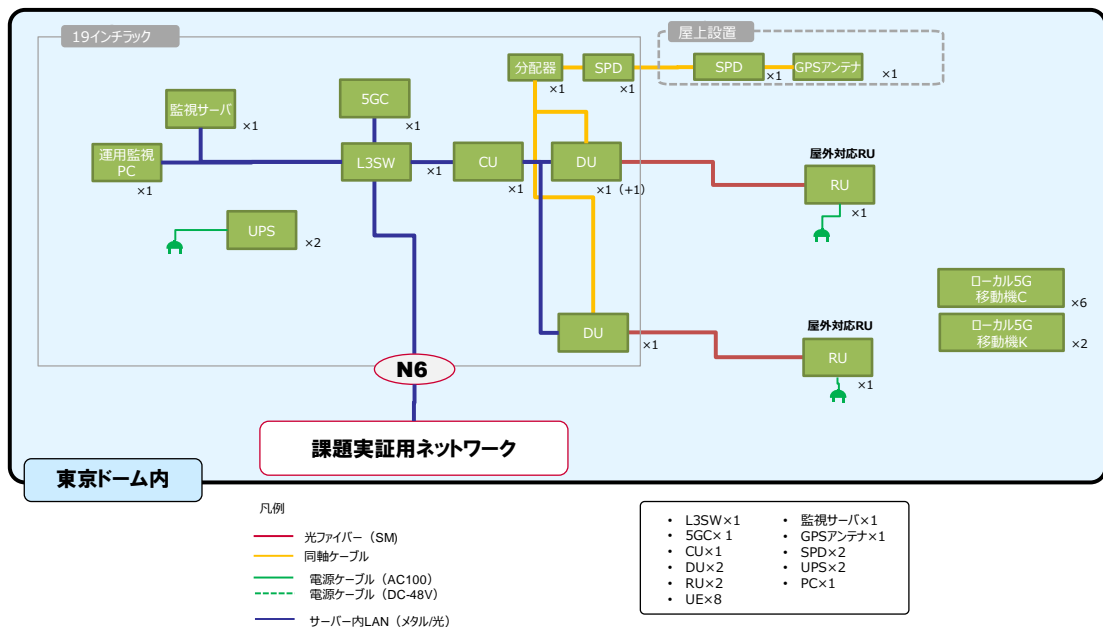 19インチラック
屋上設置
分配器
×1
SPD
×1
SPD
×1
GPSアンテナ
×1
監視サーバ
×1
5GC
×1
運用監視
PC
×1
L3SW
×1
CU
×1
DU
×1（+1）
屋外対応RU
RU
×1
UPS
×2
ローカル5G
移動機C
×6
ローカル5G
移動機K
×2
DU
×1
屋外対応RU
RU
×1
N6
課題実証用ネットワーク
東京ドーム内
凡例
光ファイバー（SM)
同軸ケーブル
電源ケーブル（AC100）
電源ケーブル（DC-48V）
サーバー内LAN（メタル/光）
• L3SW×1
• 5GC×1
• CU×1
• DU×2
• RU×2
• UE×8
• 監視サーバ×1
• GPSアンテナ×1
• SPD×2
• UPS×2
• PC×1